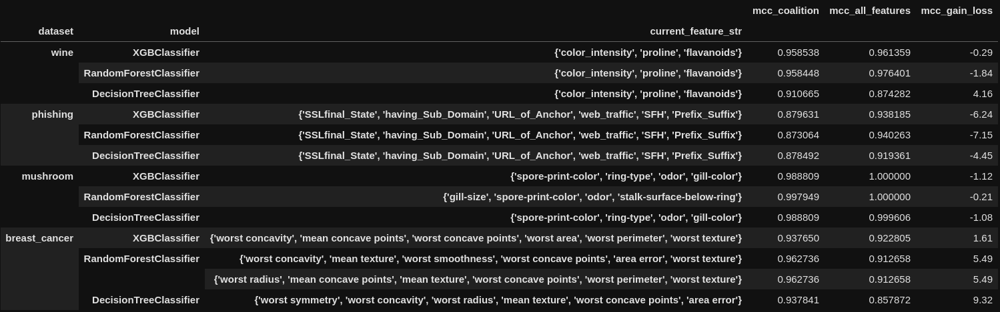 mcc_coalition mcc_all_features mcc_gain_loss
dataset model current_feature_str
wine XGBClassifier {'color_intensity', 'proline', 'flavanoids'} 0.958538 0.961359 -0.29
RandomForestClassifier {'color_intensity', 'proline', 'flavanoids'} 0.958448 0.976401 -1.84
DecisionTreeClassifier {'color_intensity', 'proline', 'flavanoids'} 0.910665 0.874282 4.16
phishing XGBClassifier {'SSLfinal_State', 'having_Sub_Domain', 'URL_of_Anchor', 'web_traffic', 'SFH', 'Prefix_Suffix'} 0.879631 0.938185 -6.24
RandomForestClassifier {'SSLfinal_State', 'having_Sub_Domain', 'URL_of_Anchor', 'web_traffic', 'SFH', 'Prefix_Suffix'} 0.873064 0.940263 -7.15
DecisionTreeClassifier {'SSLfinal_State', 'having_Sub_Domain', 'URL_of_Anchor', 'web_traffic', 'SFH', 'Prefix_Suffix'} 0.878492 0.919361 -4.45
mushroom XGBClassifier {'spore-print-color', 'ring-type', 'odor', 'gill-color'} 0.988809 1.000000 -1.12
RandomForestClassifier {'gill-size', 'spore-print-color', 'odor', 'stalk-surface-below-ring'} 0.997949 1.000000 -0.21
DecisionTreeClassifier {'spore-print-color', 'ring-type', 'odor', 'gill-color'} 0.988809 0.999606 -1.08
breast_cancer XGBClassifier {'worst concavity', 'mean concave points', 'worst concave points', 'worst area', 'worst perimeter', 'worst texture'} 0.937650 0.922805 1.61
RandomForestClassifier {'worst concavity', 'mean texture', 'worst smoothness', 'worst concave points', 'area error', 'worst texture'} 0.962736 0.912658 5.49
{'worst radius', 'mean concave points', 'mean texture', 'worst concave points', 'worst perimeter', 'worst texture'} 0.962736 0.912658 5.49
DecisionTreeClassifier {'worst symmetry', 'worst concavity', 'worst radius', 'mean texture', 'worst concave points', 'area error'} 0.937841 0.857872 9.32